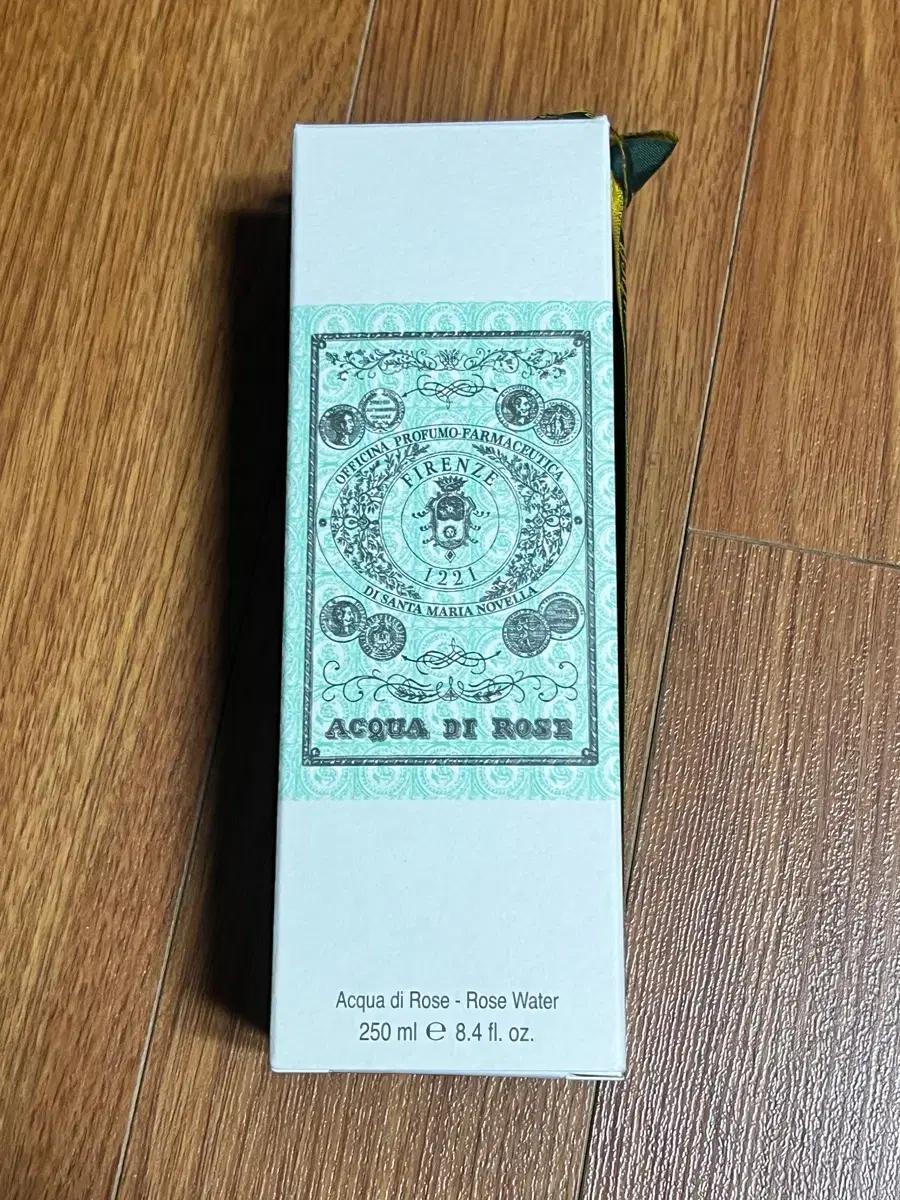 OFFICINA PROFUMO-FARMACEUTICA
FIRENZE
1221
DI SANTA MARIA NOVELLA
ACQUA DI ROSE
Acqua di Rose - Rose Water
250 ml ℮ 8.4 fl. oz.